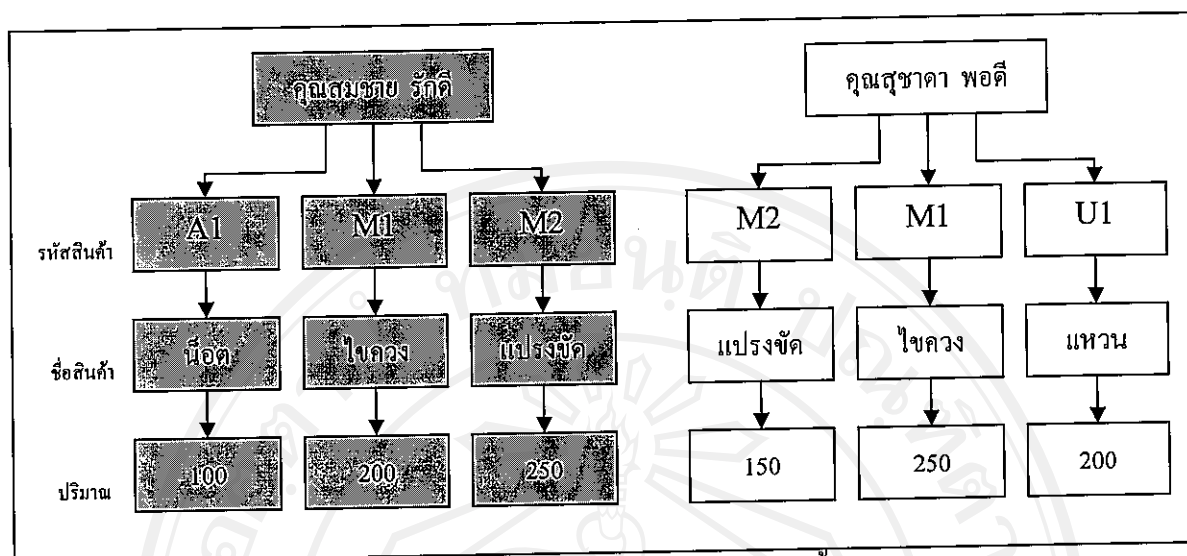 คุณสมชาย รักดี
คุณสุชาดา พอดี
รหัสสินค้า A1 M1 M2 M2 M1 U1
ชื่อสินค้า น็อต ไขควง แปรงขัด แปรงขัด ไขควง แหวน
ปริมาณ 100 200 250 150 250 200